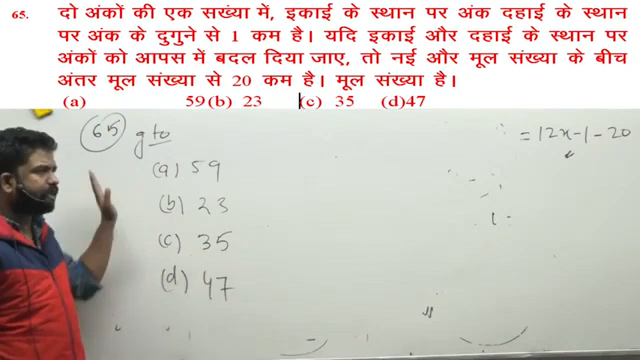 65. दो अंकों की एक सख्ंया में, इकाई के स्थान पर अंक दहाई के स्थान
पर अंक के दुगुने से 1 कम है। यदि इकाई और दहाई के स्थान पर
अंकों को आपस में बदल दिया जाए, तो नई और मूल संख्या के बीच
अंतर मूल संख्या से 20 कम है। मूल संख्या है।
(a) 59 (b) 23 (c) 35 (d) 47
65 g to = 12x - 1 - 20
(a) 59
(b) 23
(c) 35
(d) 47